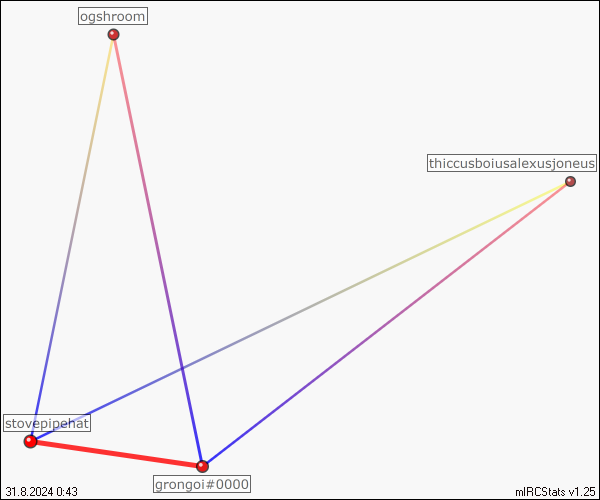 ogshroom
thiccusboiusalexusjoneus
stovepipehat
grongoi#0000
31.8.2024 0:43
mIRCStats v1.25